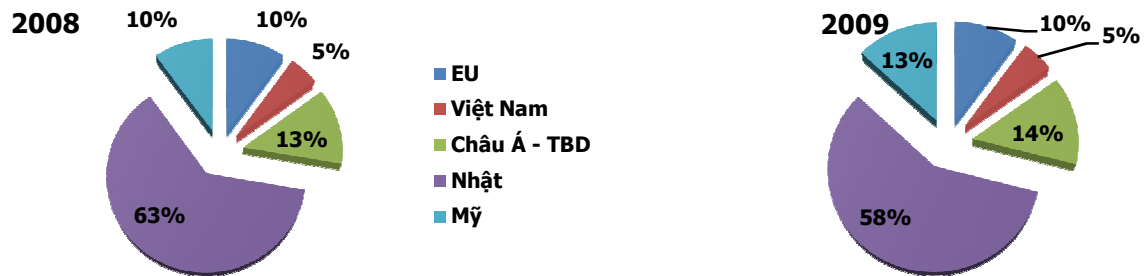 2008
10%
10%
5%
13%
63%
EU
Việt Nam
Châu Á - TBD
Nhật
Mỹ
2009
10%
5%
13%
14%
58%